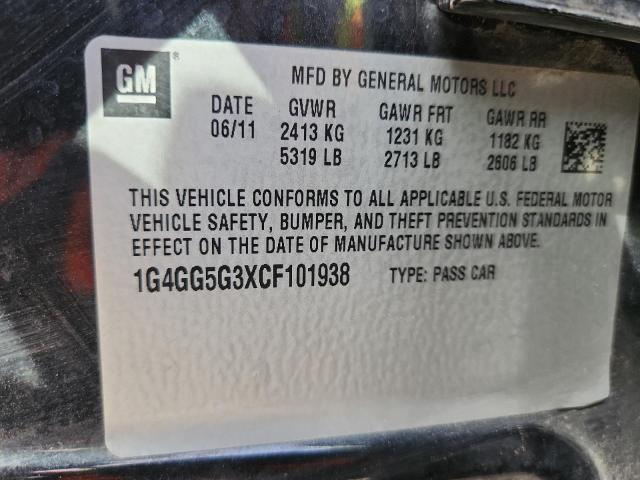 GM®
MFD BY GENERAL MOTORS LLC
DATE GVWR GAWR FRT GAWR RR
06/11 2413 KG 1231 KG 1182 KG
5319 LB 2713 LB 2606 LB
THIS VEHICLE CONFORMS TO ALL APPLICABLE U.S. FEDERAL MOTOR
VEHICLE SAFETY, BUMPER, AND THEFT PREVENTION STANDARDS IN
EFFECT ON THE DATE OF MANUFACTURE SHOWN ABOVE.
1G4GG5G3XCF101938 TYPE: PASS CAR